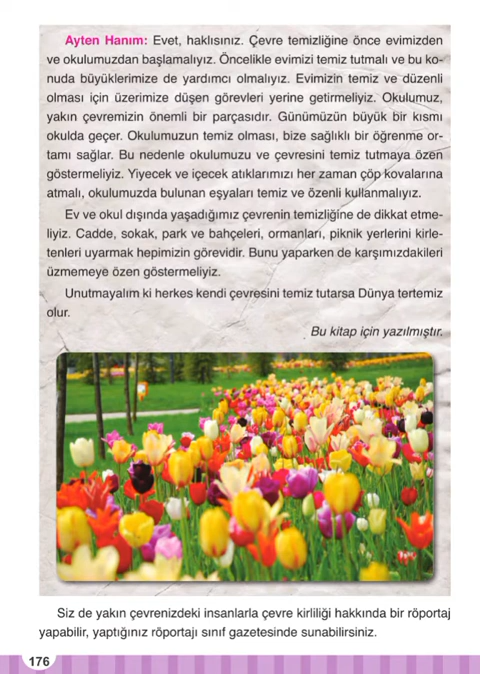 Ayten Hanım: Evet, haklısınız. Çevre temizliğine önce evimizden
ve okulumuzdan başlamalıyız. Öncelikle evimizi temiz tutmalı ve bu ko-
nuda büyüklerimize de yardımcı olmalıyız. Evimizin temiz ve düzenli
olması için üzerimize düşen görevleri yerine getirmeliyiz. Okulumuz,
yakın çevremizin önemli bir parçasıdır. Günümüzün büyük bir kısmı
okulda geçer. Okulumuzun temiz olması, bize sağlıklı bir öğrenme or-
tamı sağlar. Bu nedenle okulumuzu ve çevresini temiz tutmaya özen
göstermeliyiz. Yiyecek ve içecek atıklarımızı her zaman çöp kovalarına
atmalı, okulumuzda bulunan eşyaları temiz ve özenli kullanmalıyız.
Ev ve okul dışında yaşadığımız çevrenin temizliğine de dikkat etme-
liyiz. Cadde, sokak, park ve bahçeleri, ormanları, piknik yerlerini kirle-
tenleri uyarmak hepimizin görevidir. Bunu yaparken de karşımızdakileri
üzmemeye özen göstermeliyiz.
Unutmayalım ki herkes kendi çevresini temiz tutarsa Dünya tertemiz
olur.
Bu kitap için yazılmıştır.
Siz de yakın çevrenizdeki insanlarla çevre kirliliği hakkında bir röportaj
yapabilir, yaptığınız röportajı sınıf gazetesinde sunabilirsiniz.
176